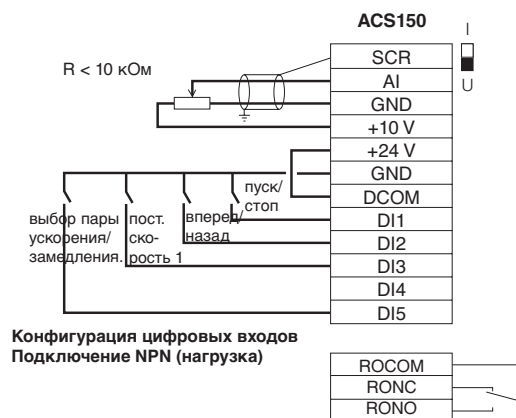 ACS150
I
SCR
U
R < 10 кОм
AI
GND
+10 V
+24 V
GND
DCOM
DI1
DI2
DI3
DI4
DI5
пуск/
стоп
вперед/
назад
пост.
ско-
рость 1
выбор пары
ускорения/
замедления.
Конфигурация цифровых входов
Подключение NPN (нагрузка)
ROCOM
RONC
RONO